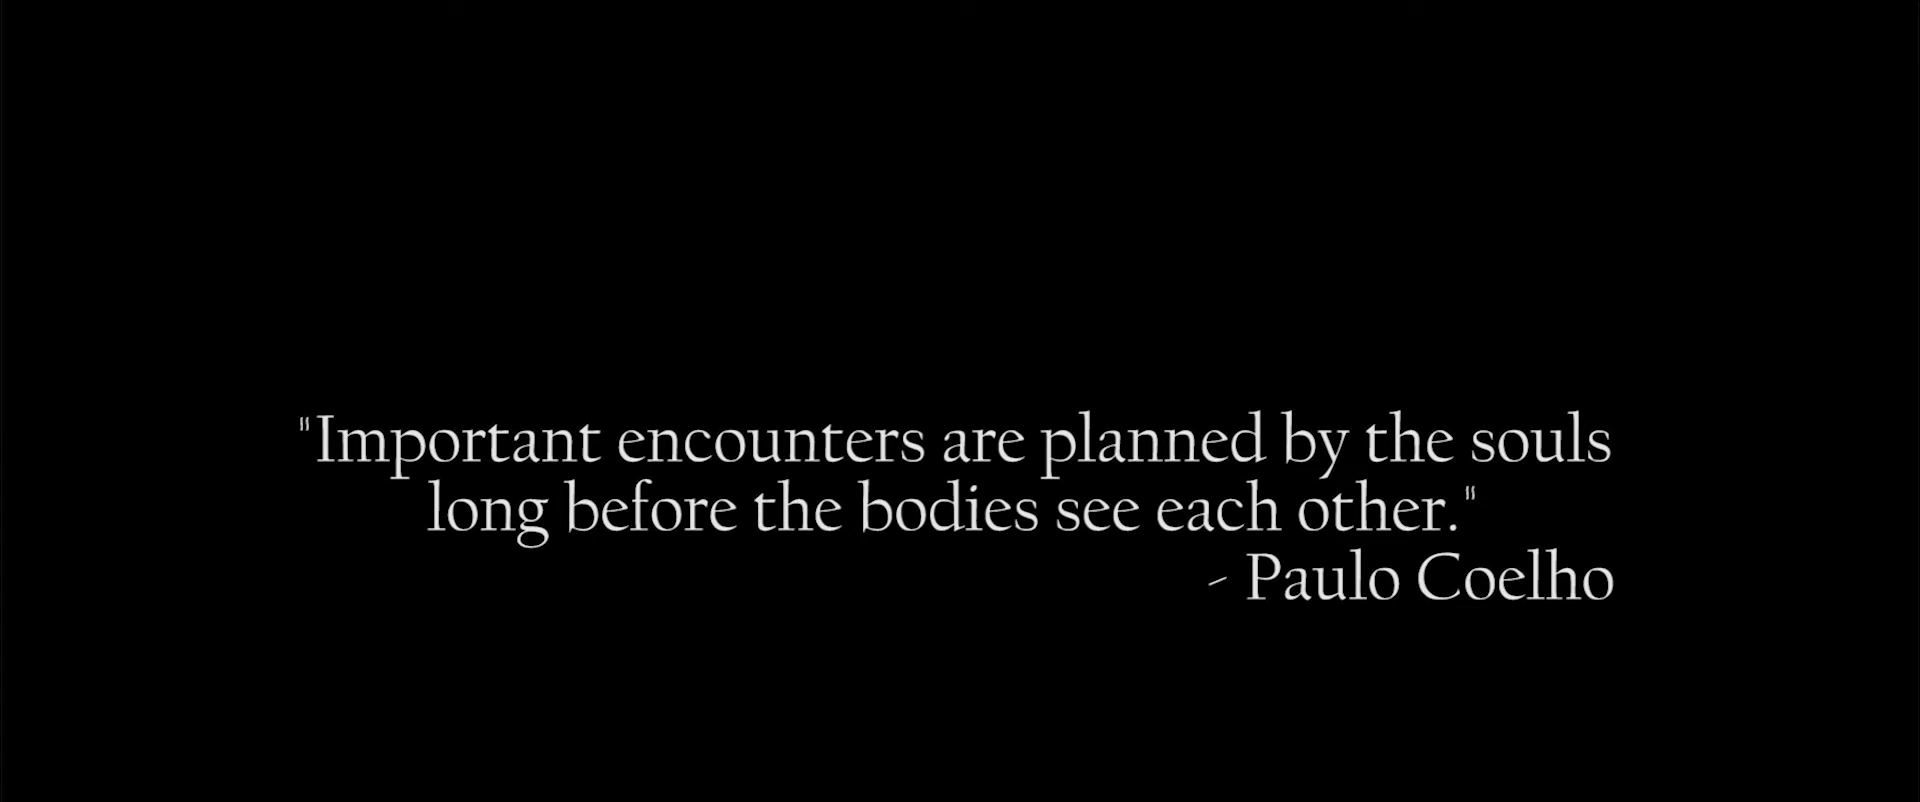 "Important encounters are planned by the souls
long before the bodies see each other."
- Paulo Coelho